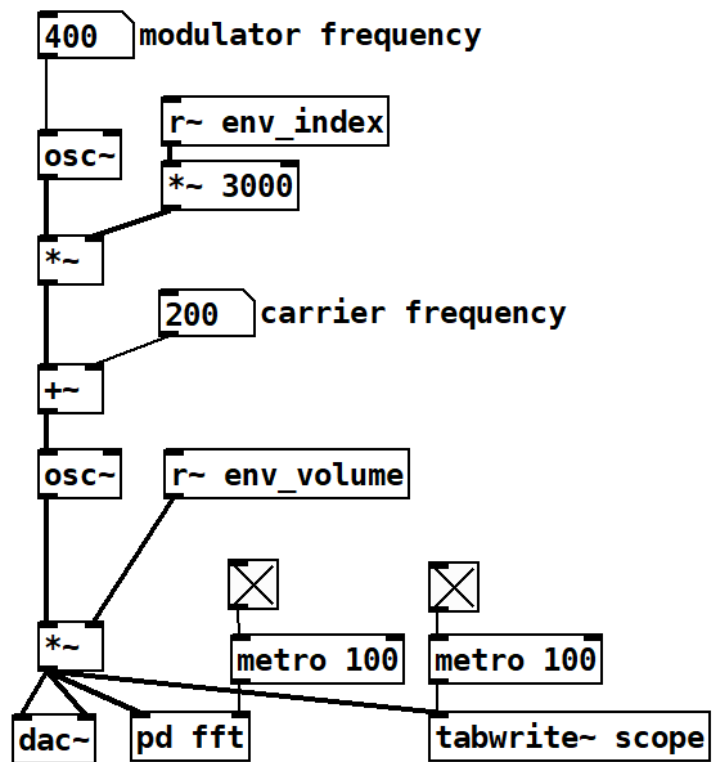 400 modulator frequency
r~ env_index
osc~
*~ 3000
*~
200 carrier frequency
+~
osc~
r~ env_volume
*~
metro 100
metro 100
dac~
pd fft
tabwrite~ scope